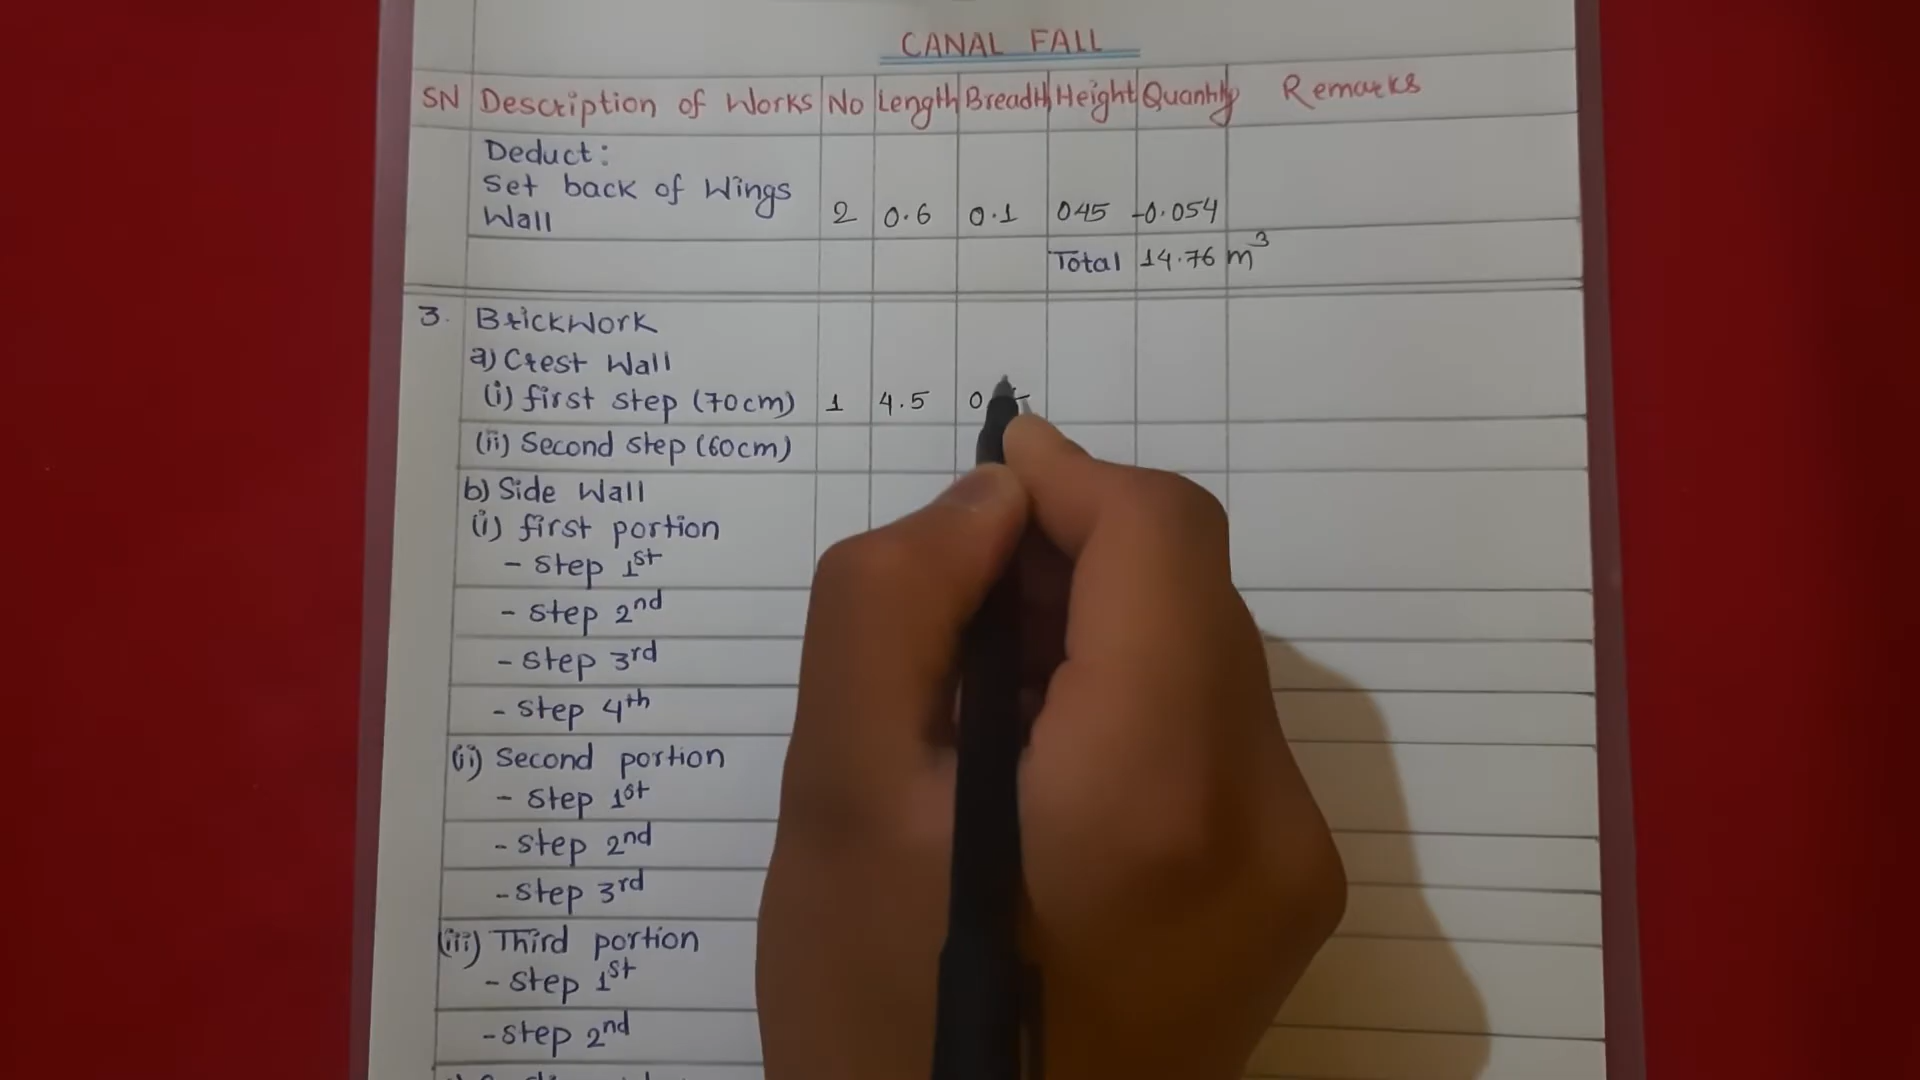 CANAL FALL
SN Description of Works No Length Breadth Height Quantity Remarks
Deduct:
Set back of Wings
Wall 2 0.6 0.1 045 -0.054
Total 14.76 m³
3. Brickwork
a) Crest Wall
(i) first step (70cm) 1 4.5 0
(ii) Second step (60cm)
b) Side Wall
(i) first portion
- Step 1st
- Step 2nd
- Step 3rd
- Step 4th
(ii) Second portion
- Step 1st
- Step 2nd
- Step 3rd
(iii) Third portion
- Step 1st
- Step 2nd